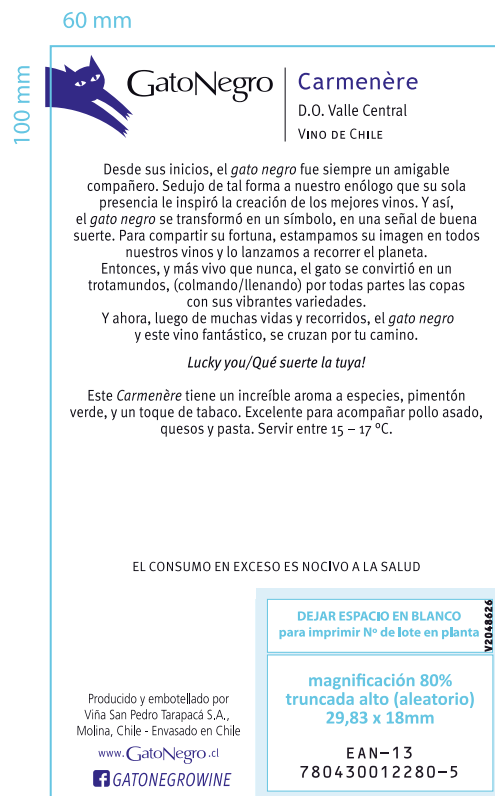 60 mm
100 mm
GatoNegro
Carmenère
D.O. Valle Central
VINO DE CHILE
Desde sus inicios, el gato negro fue siempre un amigable
compañero. Sedujo de tal forma a nuestro enólogo que su sola
presencia le inspiró la creación de los mejores vinos. Y así,
el gato negro se transformó en un símbolo, en una señal de buena
suerte. Para compartir su fortuna, estampamos su imagen en todos
nuestros vinos y lo lanzamos a recorrer el planeta.
Entonces, y más vivo que nunca, el gato se convirtió en un
trotamundos, (colmando/llenando) por todas partes las copas
con sus vibrantes variedades.
Y ahora, luego de muchas vidas y recorridos, el gato negro
y este vino fantástico, se cruzan por tu camino.
Lucky you/Qué suerte la tuya!
Este Carmenère tiene un increíble aroma a especies, pimentón
verde, y un toque de tabaco. Excelente para acompañar pollo asado,
quesos y pasta. Servir entre 15 – 17 °C.
EL CONSUMO EN EXCESO ES NOCIVO A LA SALUD
DEJAR ESPACIO EN BLANCO
para imprimir Nº de lote en planta
V2048626
magnificación 80%
truncada alto (aleatorio)
29,83 x 18mm
EAN-13
780430012280-5
Producido y embotellado por
Viña San Pedro Tarapacá S.A.,
Molina, Chile - Envasado en Chile
www.GatoNegro.cl
f GATONEGROWINE